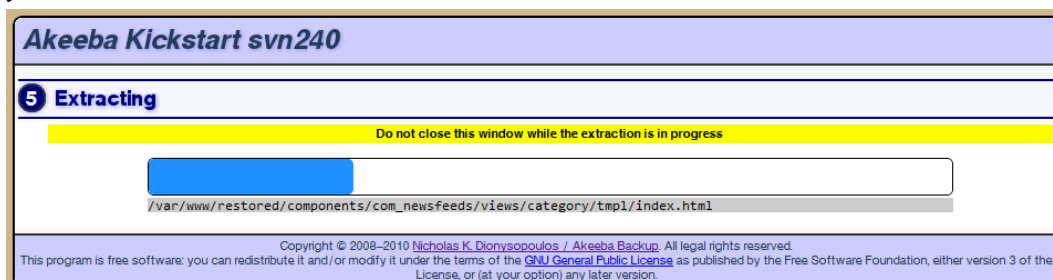 Akeeba Kickstart svn240
5 Extracting
Do not close this window while the extraction is in progress
/var/www/restored/components/com_newsfeeds/views/category/tmpl/index.html
Copyright © 2008–2010 Nicholas K. Dionysopoulos / Akeeba Backup. All legal rights reserved.
This program is free software: you can redistribute it and/or modify it under the terms of the GNU General Public License as published by the Free Software Foundation, either version 3 of the
License, or (at your option) any later version.